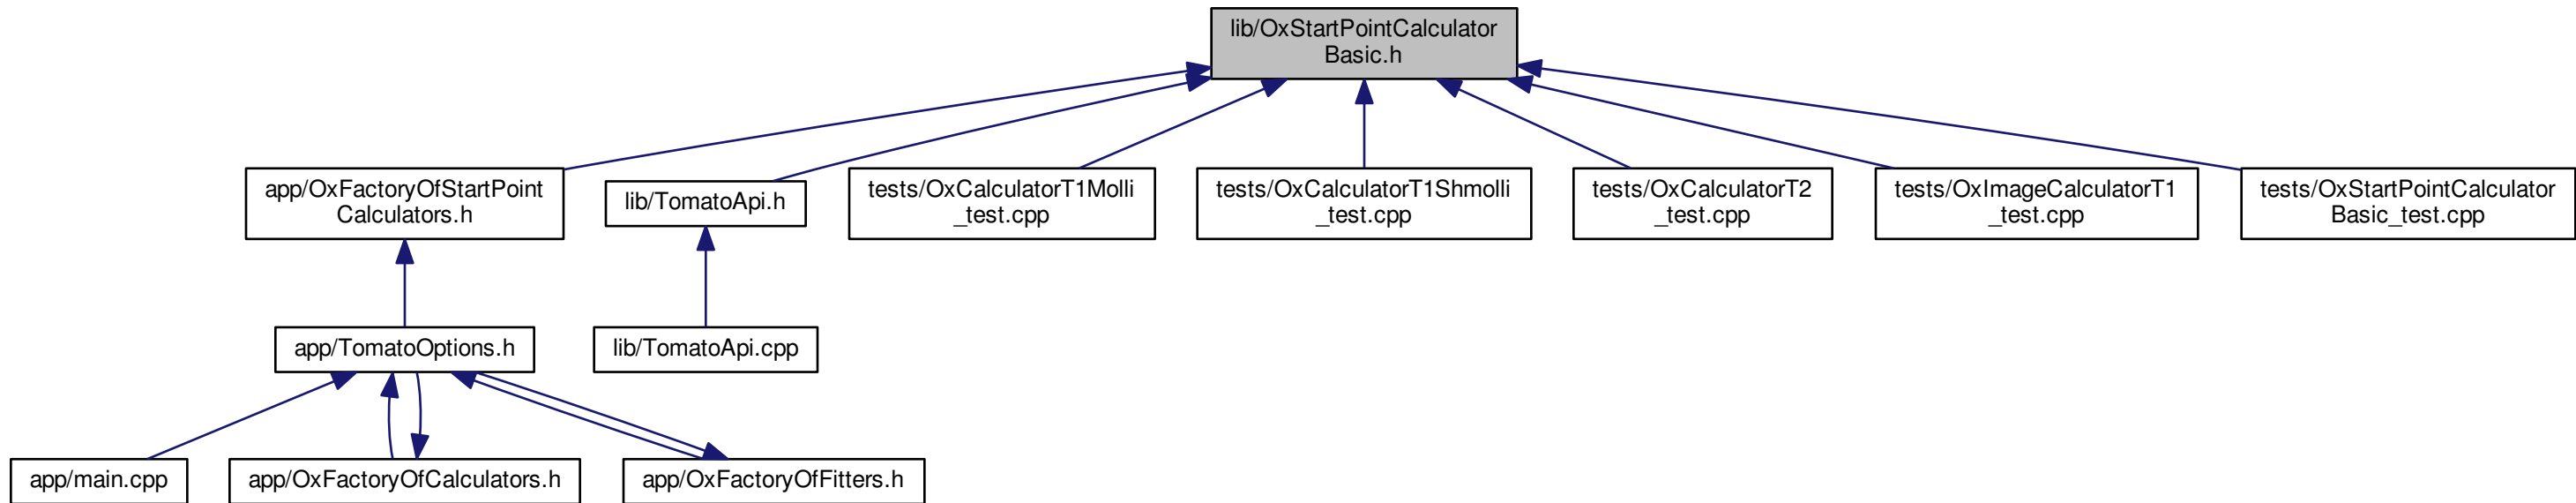 lib/OxStartPointCalculator
Basic.h
app/OxFactoryOfStartPoint
Calculators.h
lib/TomatoApi.h
tests/OxCalculatorT1Molli
_test.cpp
tests/OxCalculatorT1Shmolli
_test.cpp
tests/OxCalculatorT2
_test.cpp
tests/OxImageCalculatorT1
_test.cpp
tests/OxStartPointCalculator
Basic_test.cpp
app/TomatoOptions.h
lib/TomatoApi.cpp
app/main.cpp
app/OxFactoryOfCalculators.h
app/OxFactoryOfFitters.h